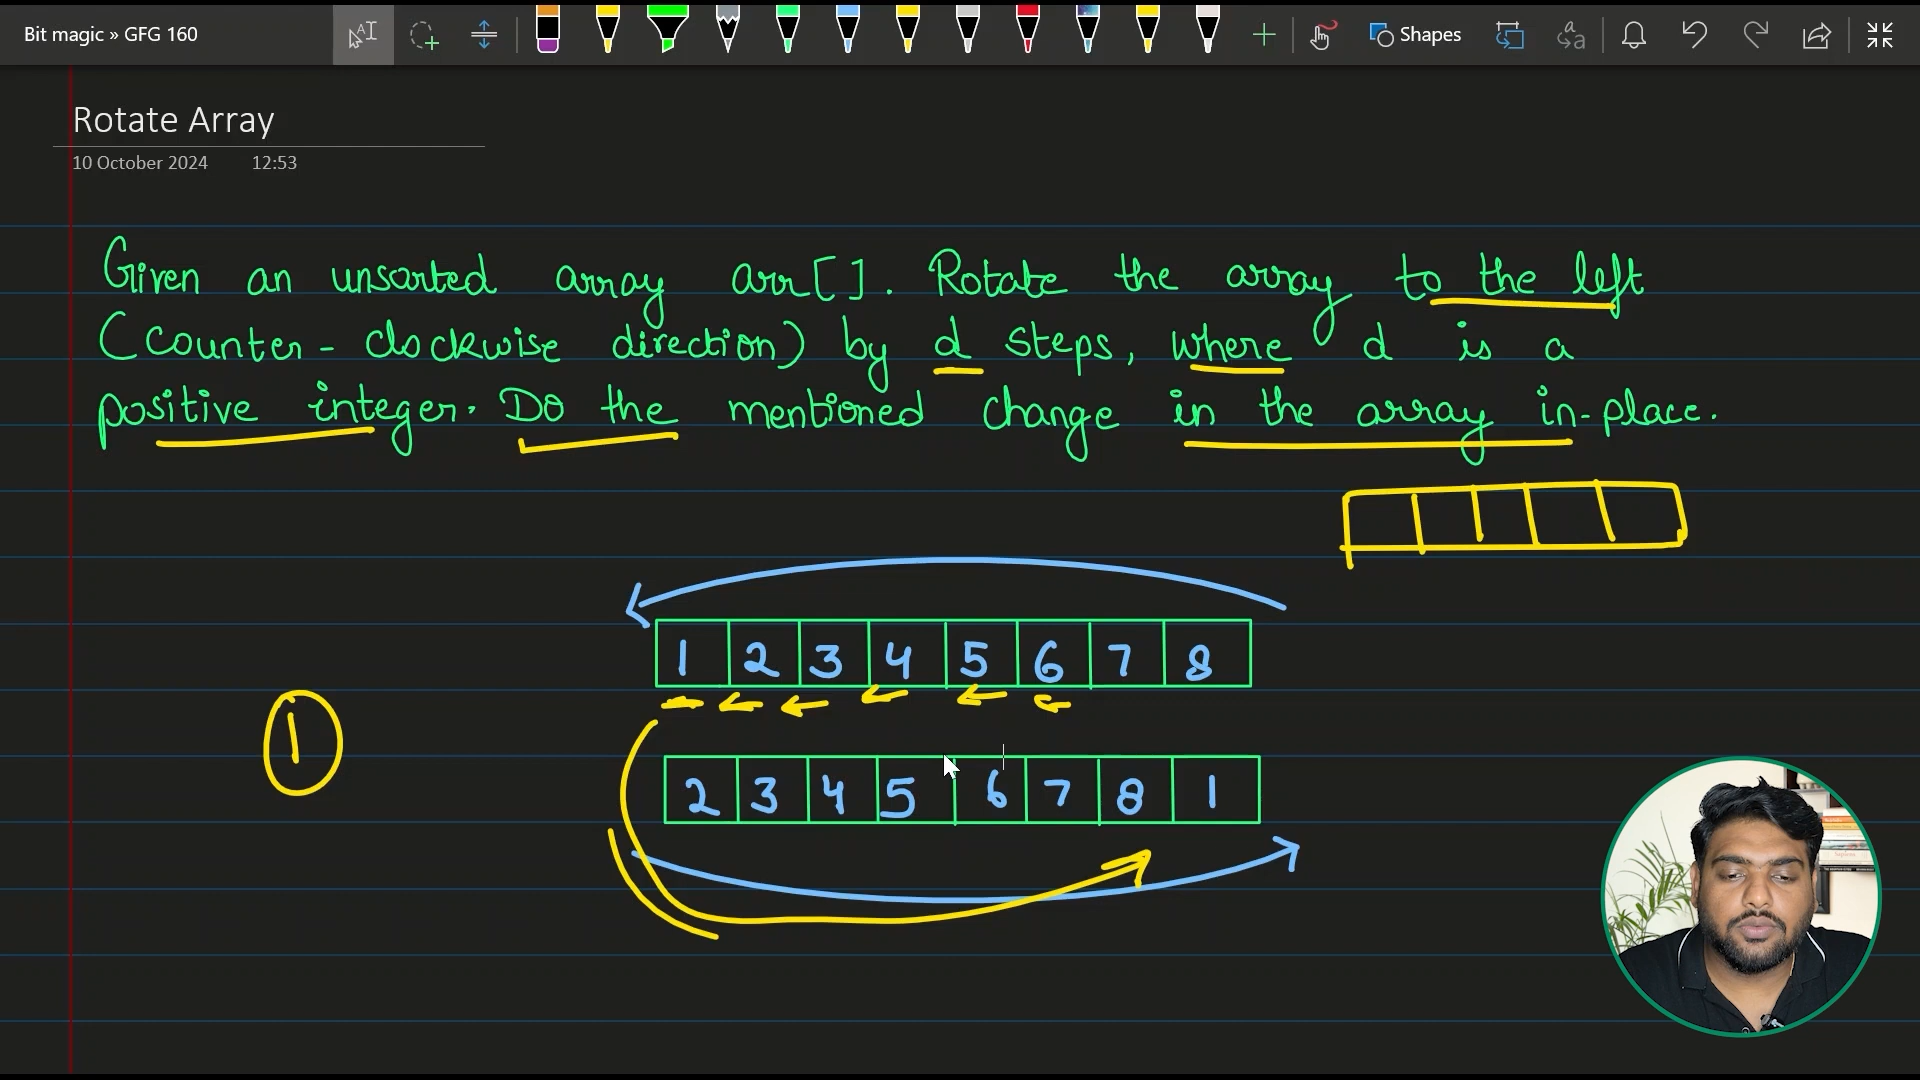 Bit magic » GFG 160
Shapes
Rotate Array
10 October 2024 12:53
Given an unsorted array arr[]. Rotate the array to the left
(counter-clockwise direction) by d steps, where d is a
positive integer. Do the mentioned change in the array in-place.
1 2 3 4 5 6 7 8
1
2 3 4 5 6 7 8 1